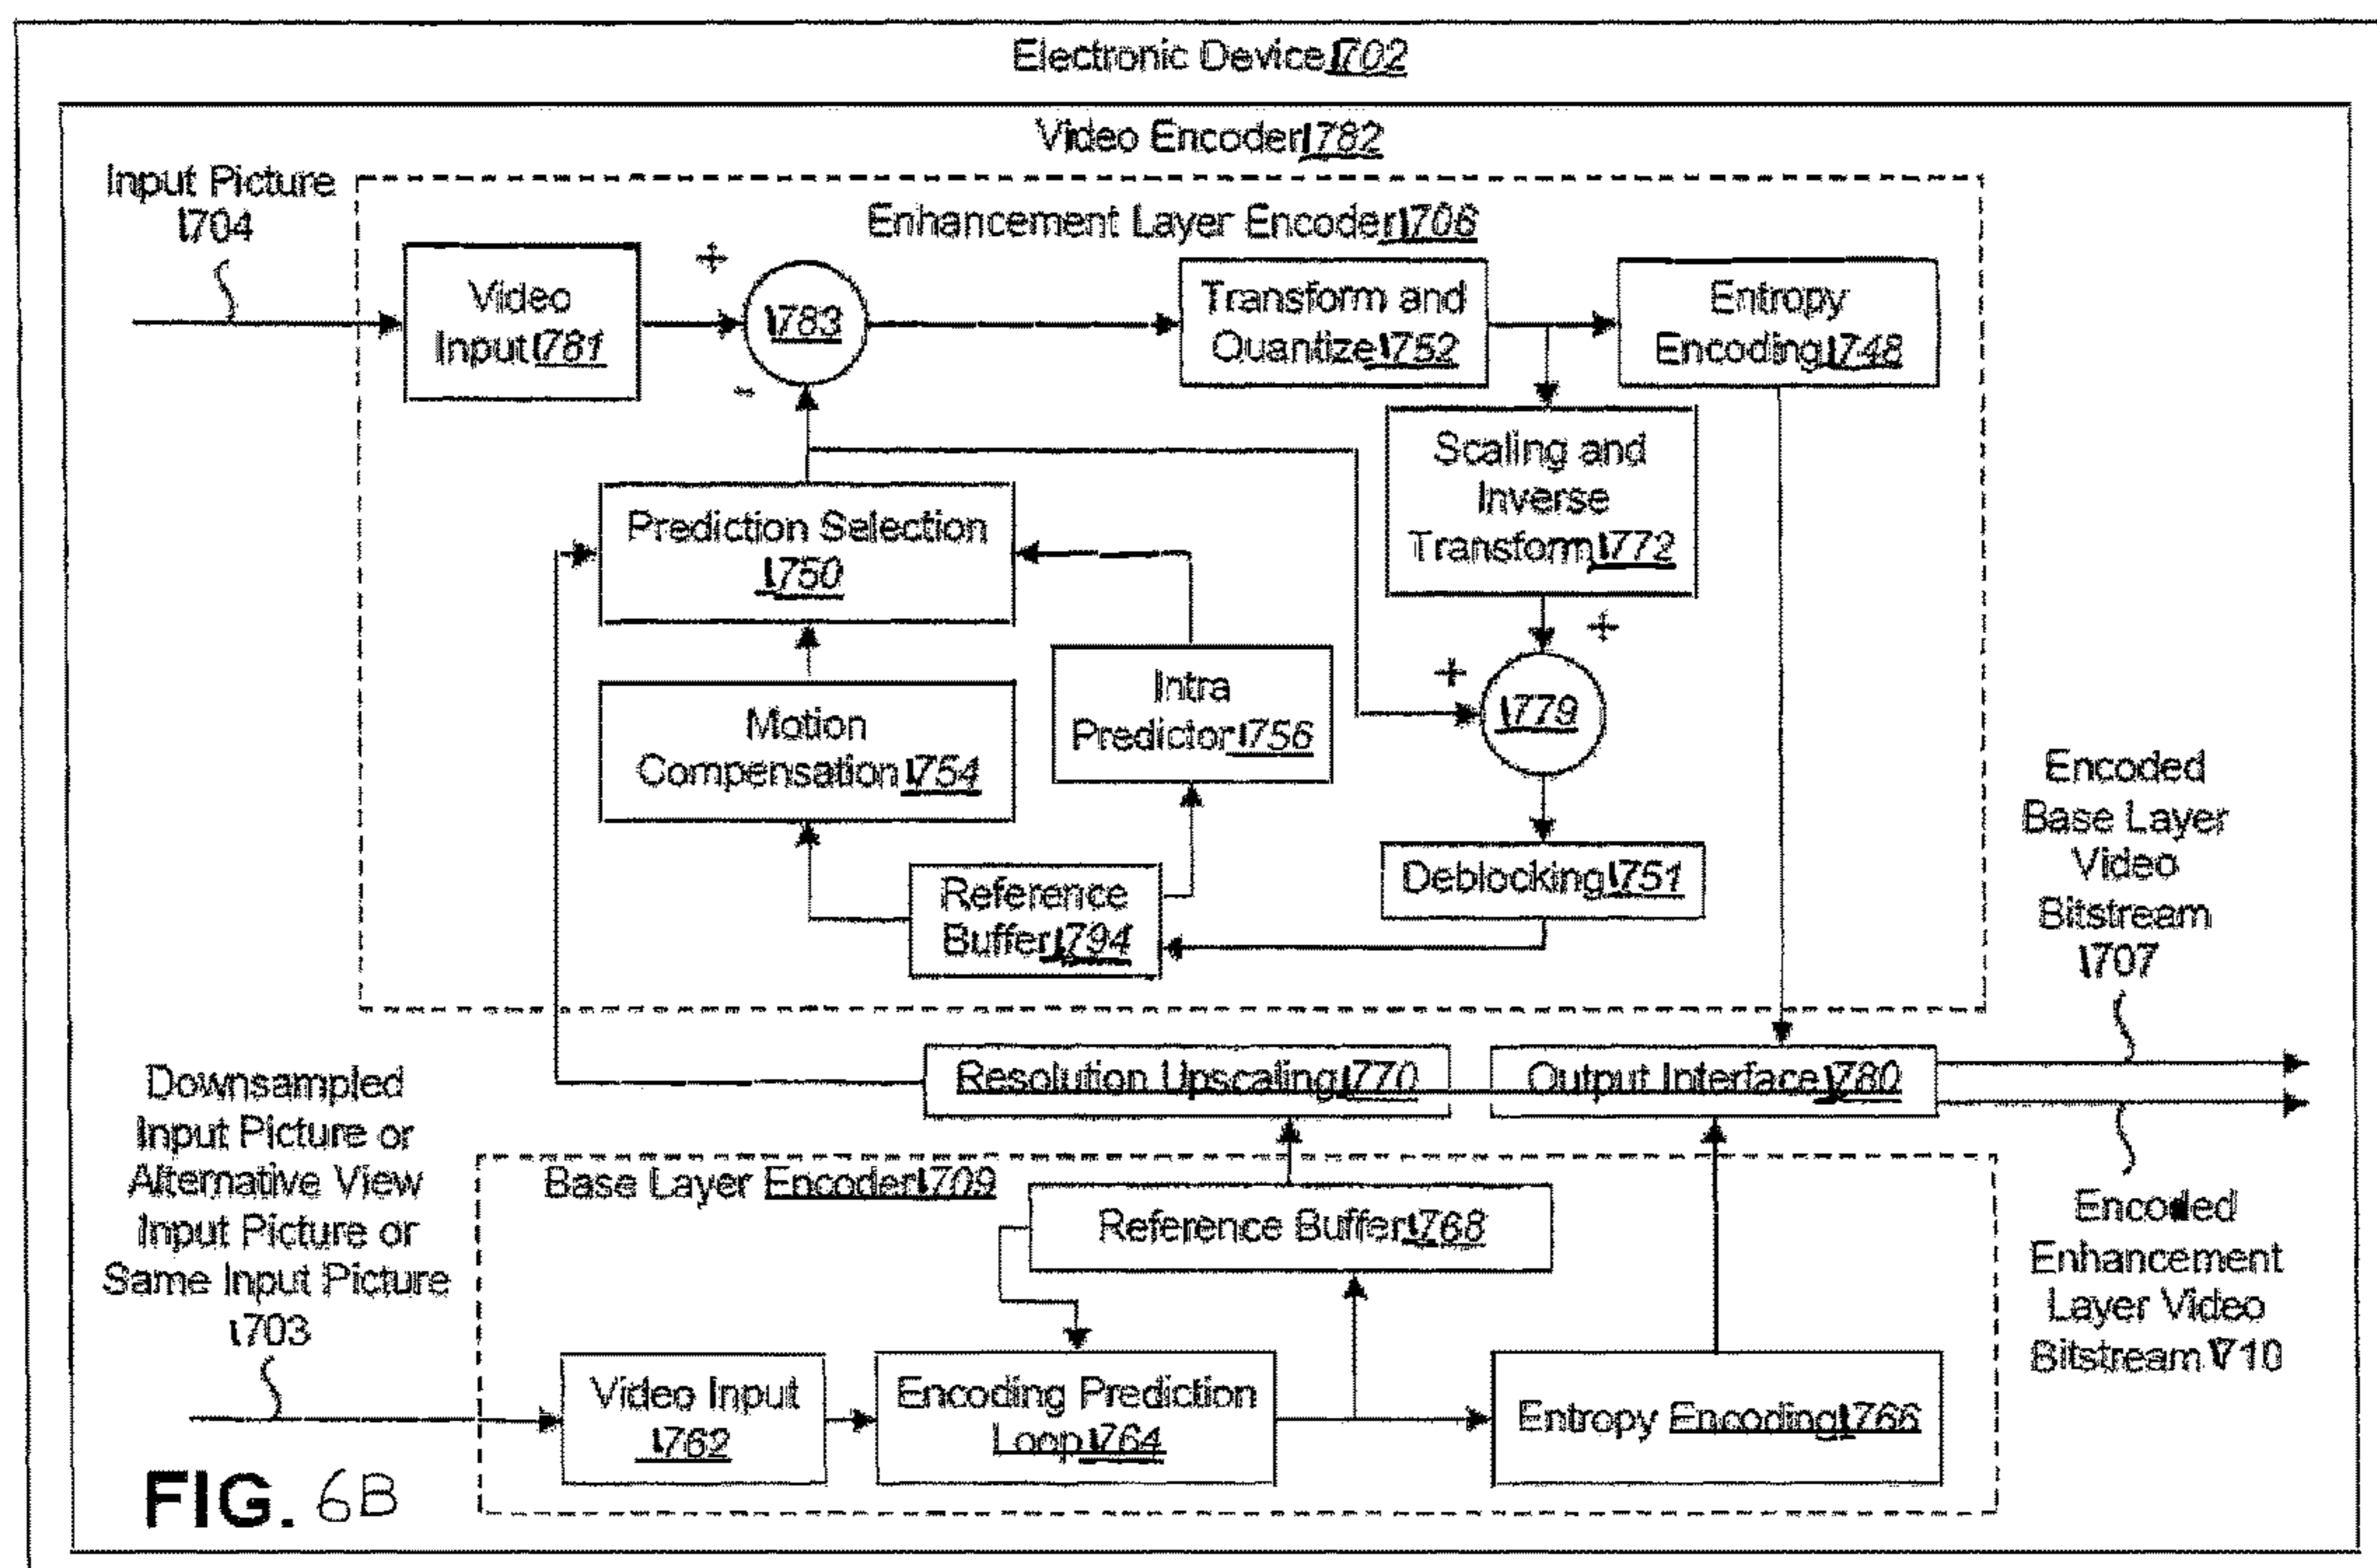 Electronic Device 1702
Video Encoder 1782
Input Picture
1704
Enhancement Layer Encoder 1706
Video
Input 1781
+
1783
-
Transform and
Quantize 1752
Entropy
Encoding 1748
Scaling and
Inverse
Transform 1772
Prediction Selection
1750
+
+
1779
Intra
Predictor 1756
Motion
Compensation 1754
Deblocking 1751
Reference
Buffer 1794
Encoded
Base Layer
Video
Bitstream
1707
Resolution Upscaling 1770
Output Interface 1780
Downsampled
Input Picture or
Alternative View
Input Picture or
Same Input Picture
1703
Base Layer Encoder 1709
Reference Buffer 1768
Encoded
Enhancement
Layer Video
Bitstream 1710
Video Input
1762
Encoding Prediction
Loop 1764
Entropy Encoding 1766
FIG. 6B